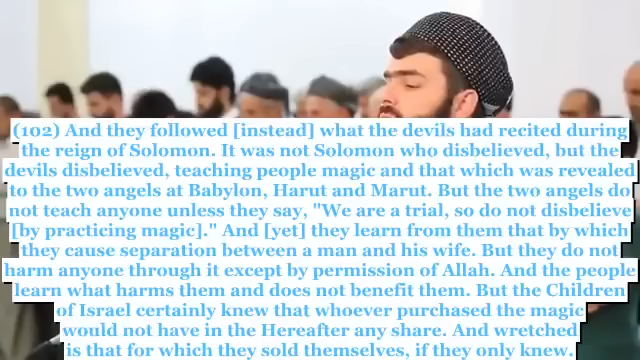 (102) And they followed [instead] what the devils had recited during
the reign of Solomon. It was not Solomon who disbelieved, but the
devils disbelieved, teaching people magic and that which was revealed
to the two angels at Babylon, Harut and Marut. But the two angels do
not teach anyone unless they say, "We are a trial, so do not disbelieve
[by practicing magic]." And [yet] they learn from them that by which
they cause separation between a man and his wife. But they do not
harm anyone through it except by permission of Allah. And the people
learn what harms them and does not benefit them. But the Children
of Israel certainly knew that whoever purchased the magic
would not have in the Hereafter any share. And wretched
is that for which they sold themselves, if they only knew.